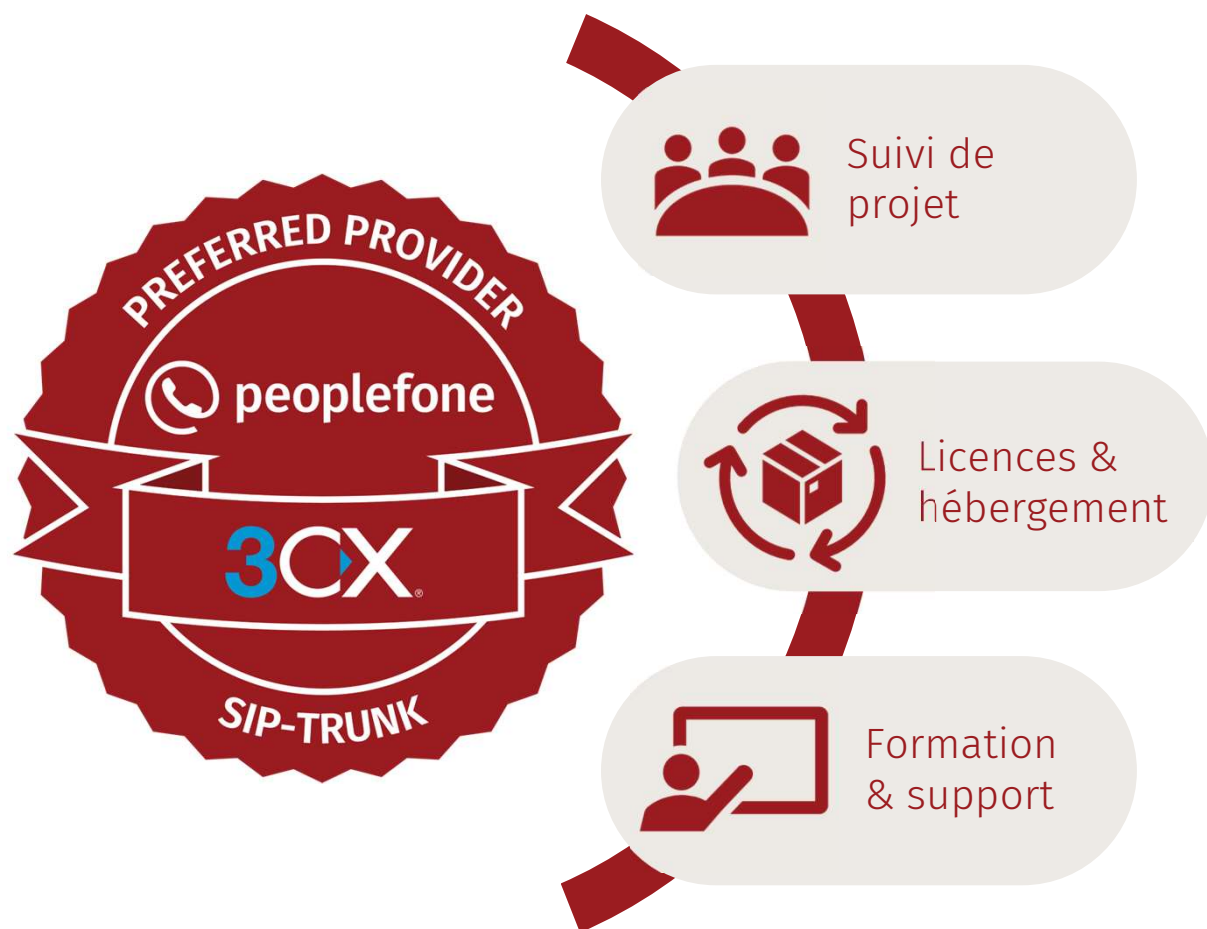 PREFERRED PROVIDER
peoplefone
3CX®
SIP-TRUNK
Suivi de
projet
Licences &
hébergement
Formation
& support